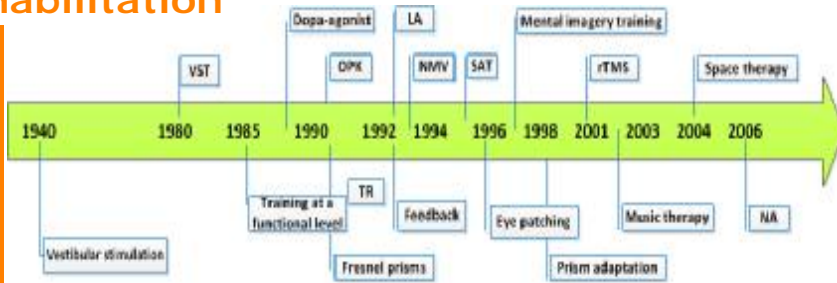 habilitation
Dopa-agonist
LA
Mental imagery training
VST
OPK
NMV
SAT
rTMS
Space therapy
1940 1980 1985 1990 1992 1994 1996 1998 2001 2003 2004 2006
TR
Training at a
functional level
Feedback
Eye patching
Music therapy
NA
Vestibular stimulation
Fresnel prisms
Prism adaptation